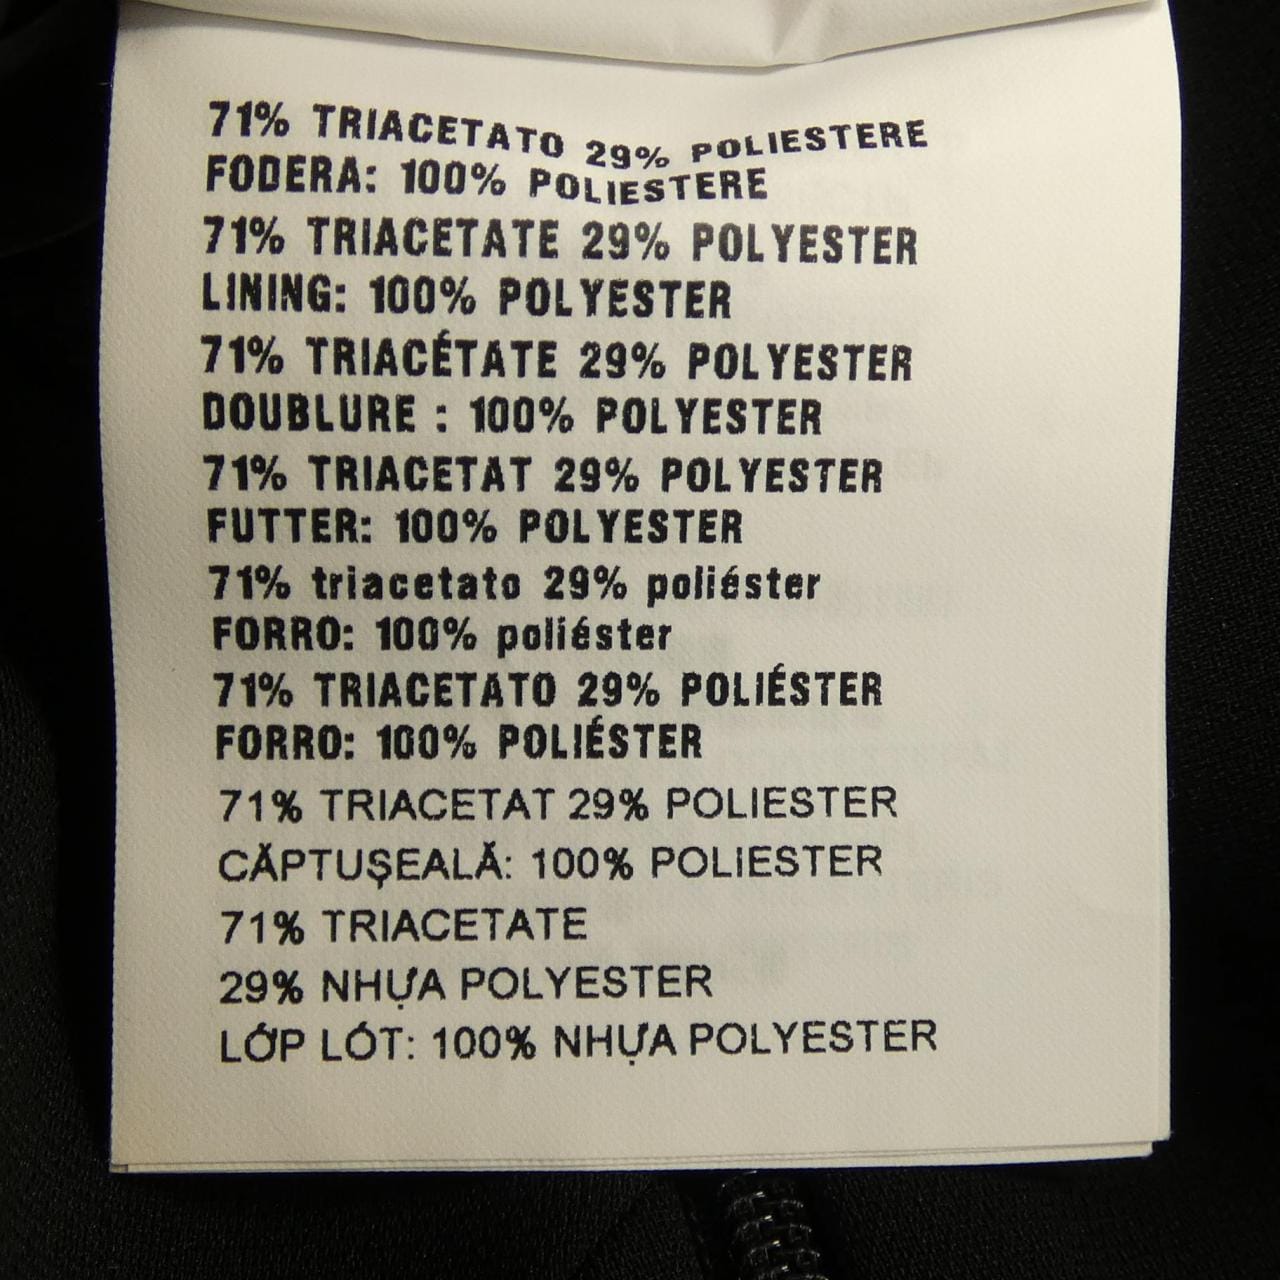 71% TRIACETATO 29% POLIESTERE
FODERA: 100% POLIESTERE
71% TRIACETATE 29% POLYESTER
LINING: 100% POLYESTER
71% TRIACÉTATE 29% POLYESTER
DOUBLURE : 100% POLYESTER
71% TRIACETAT 29% POLYESTER
FUTTER: 100% POLYESTER
71% triacetato 29% poliéster
FORRO: 100% poliéster
71% TRIACETATO 29% POLIÉSTER
FORRO: 100% POLIÉSTER
71% TRIACETAT 29% POLIESTER
CĂPTUȘEALĂ: 100% POLIESTER
71% TRIACETATE
29% NHỰA POLYESTER
LỚP LÓT: 100% NHỰA POLYESTER